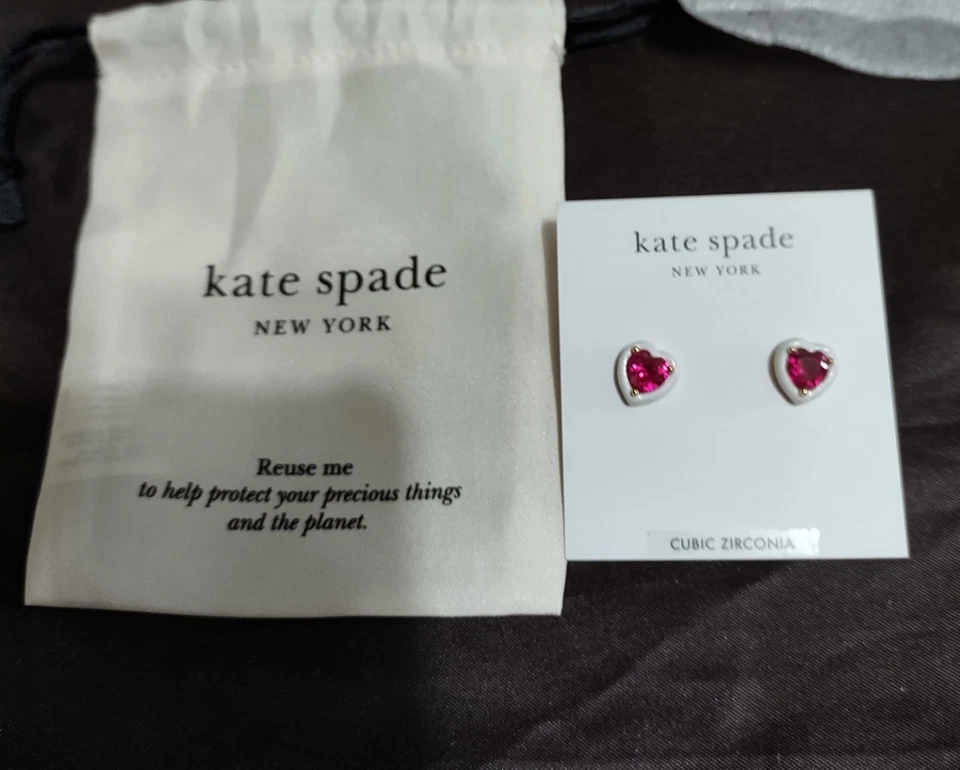 kate spade
NEW YORK
Reuse me
to help protect your precious things
and the planet.
kate spade
NEW YORK
CUBIC ZIRCONIA